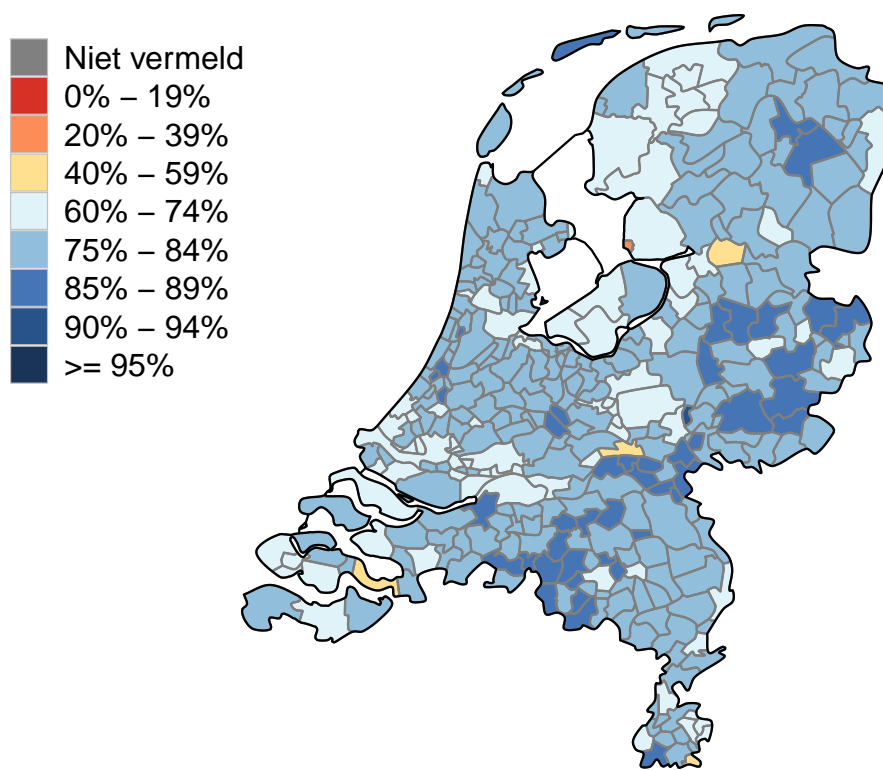 Niet vermeld
0% – 19%
20% – 39%
40% – 59%
60% – 74%
75% – 84%
85% – 89%
90% – 94%
>= 95%